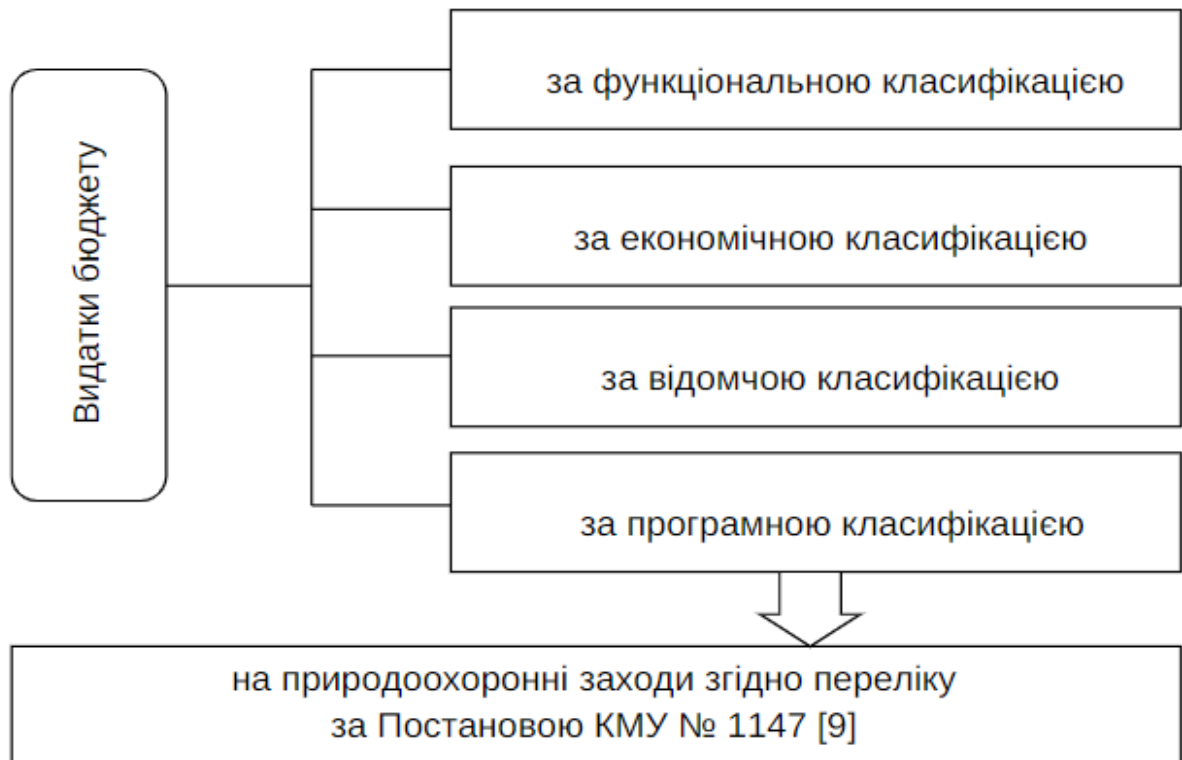 Видатки бюджету
за функціональною класифікацією
за економічною класифікацією
за відомчою класифікацією
за програмною класифікацією
на природоохоронні заходи згідно переліку
за Постановою КМУ № 1147 [9]